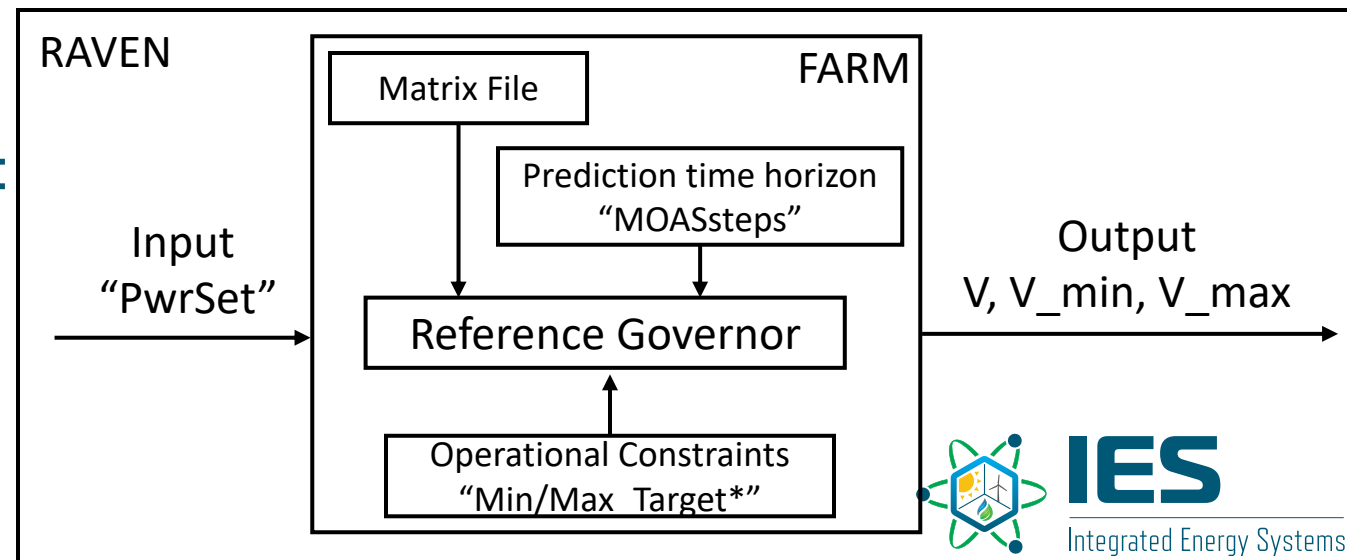 RAVEN
FARM
Matrix File
Prediction time horizon
“MOASsteps”
Input
“PwrSet”
Reference Governor
Output
V, V_min, V_max
Operational Constraints
“Min/Max_Target*”
IES
Integrated Energy Systems